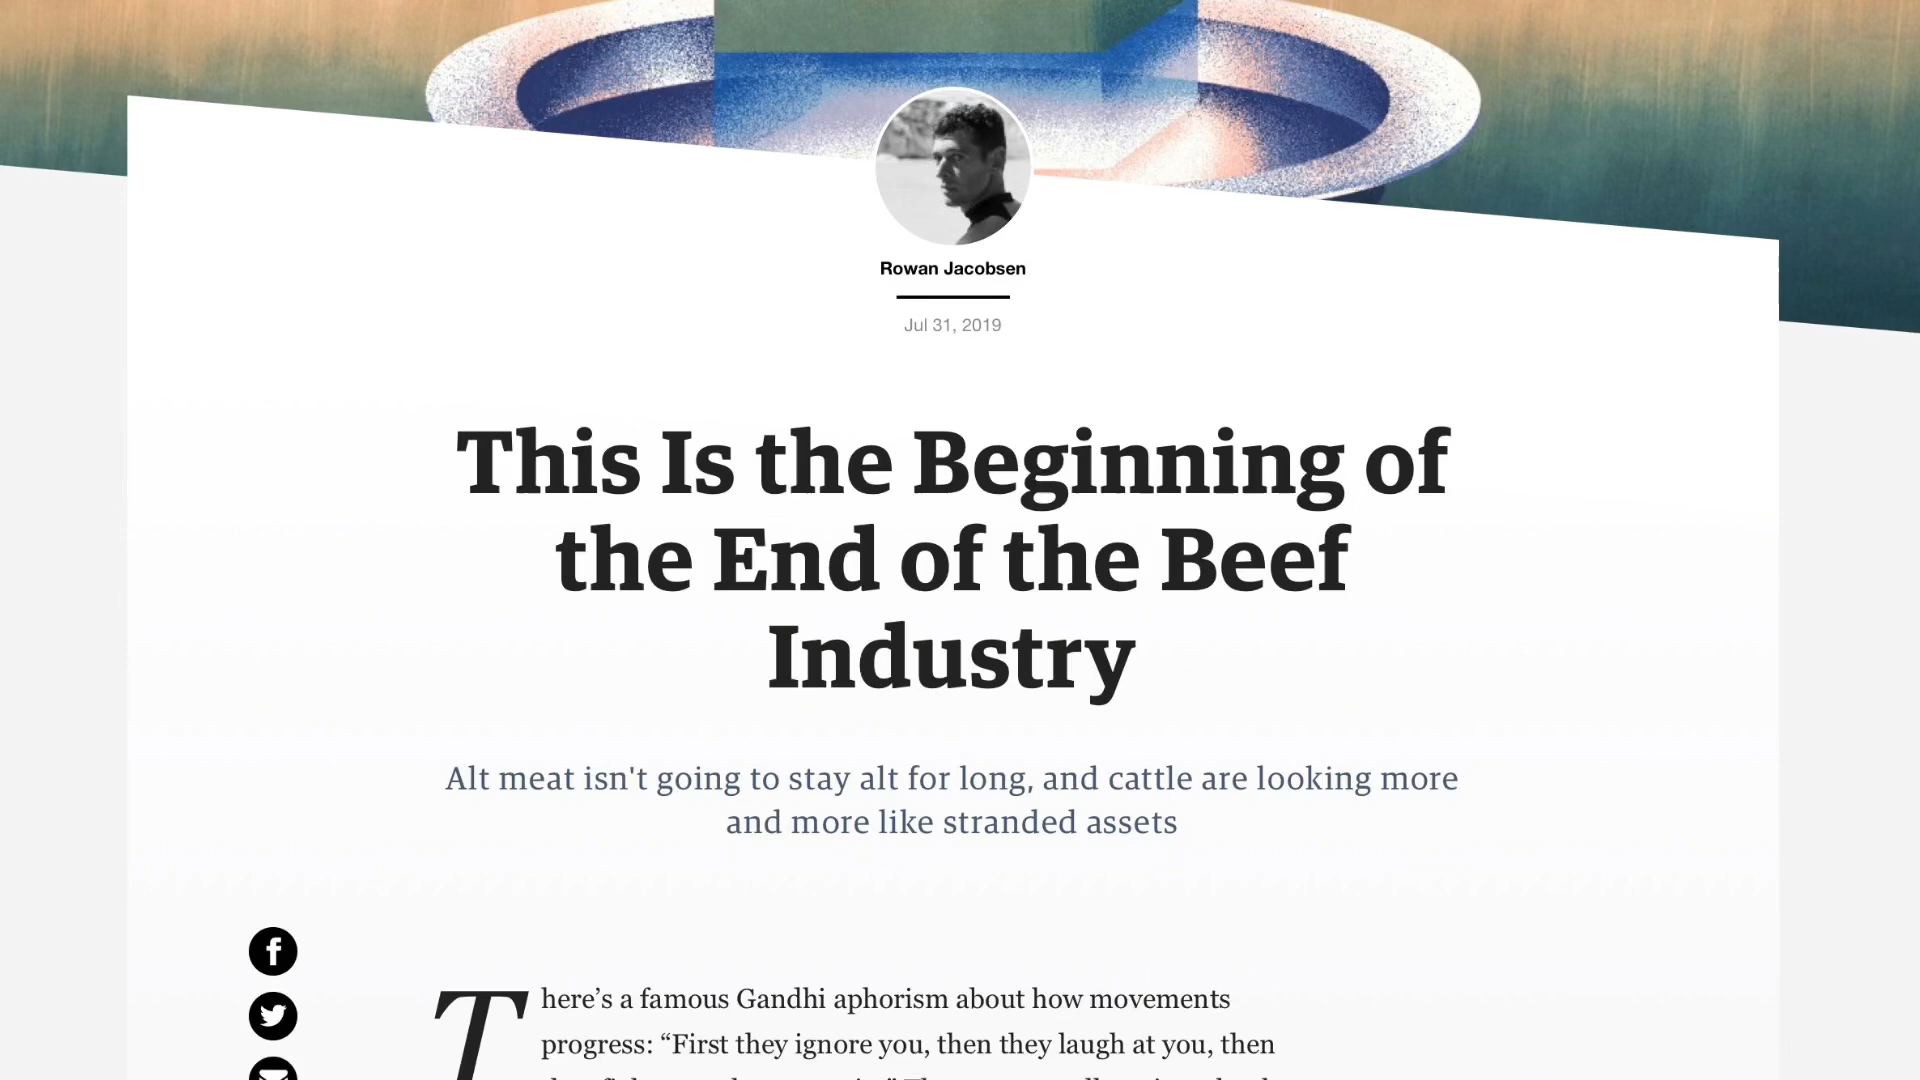 Rowan Jacobsen
Jul 31, 2019
This Is the Beginning of
the End of the Beef
Industry
Alt meat isn't going to stay alt for long, and cattle are looking more
and more like stranded assets
There’s a famous Gandhi aphorism about how movements
progress: “First they ignore you, then they laugh at you, then